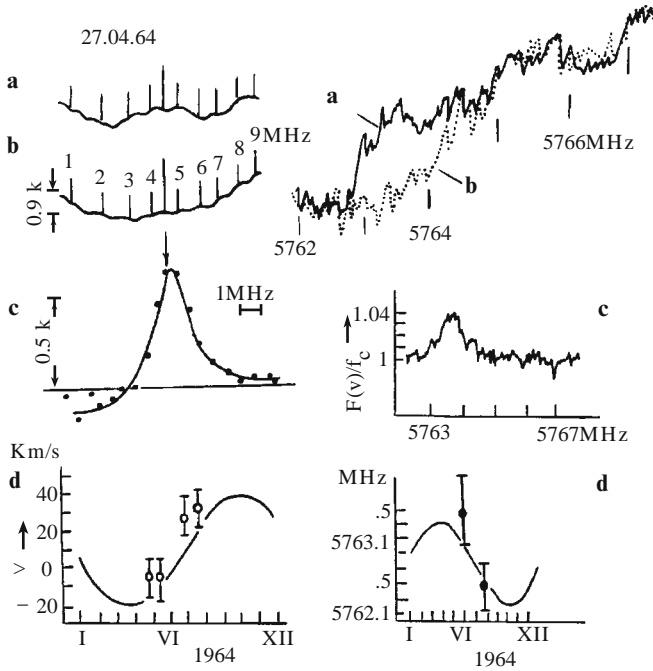 27.04.64
a
b
9MHz
1 2 3 4 5 6 7 8
0.9 k
c
1MHz
0.5 k
Km/s
d
40
20
0
– 20
V
I VI XII
1964
a
b
5766MHz
5762
5764
c
1.04
1
F(v)/f_c
5763 5767MHz
MHz
d
.5
5763.1
.5
5762.1
I VI XII
1964